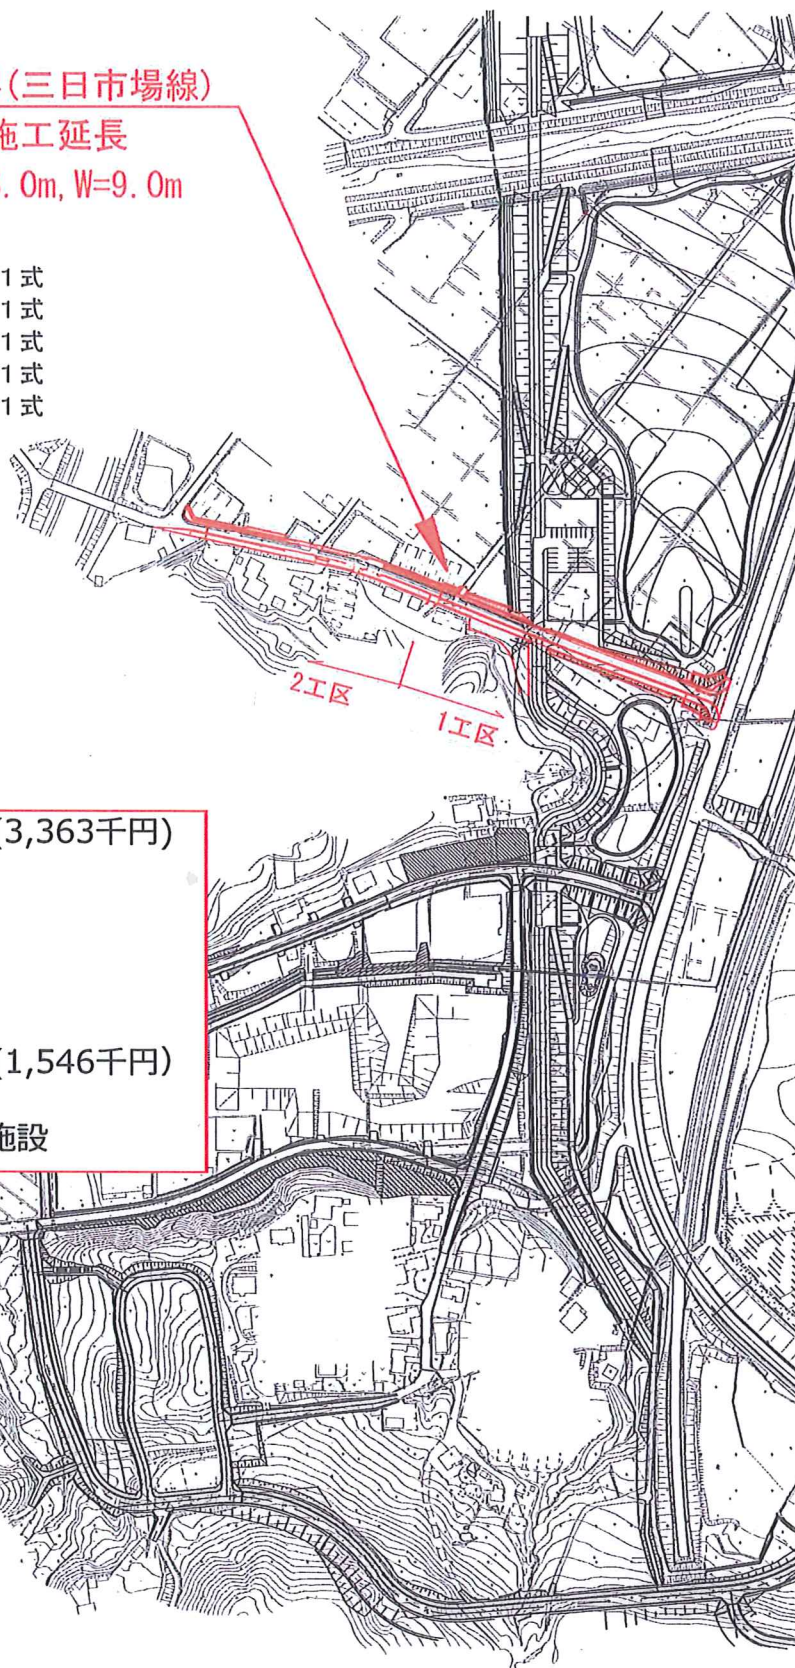 (三日市場線)
施工延長
.0m, W=9.0m
1式
1式
1式
1式
1式
2工区
1工区
(3,363千円)
(1,546千円)
施設